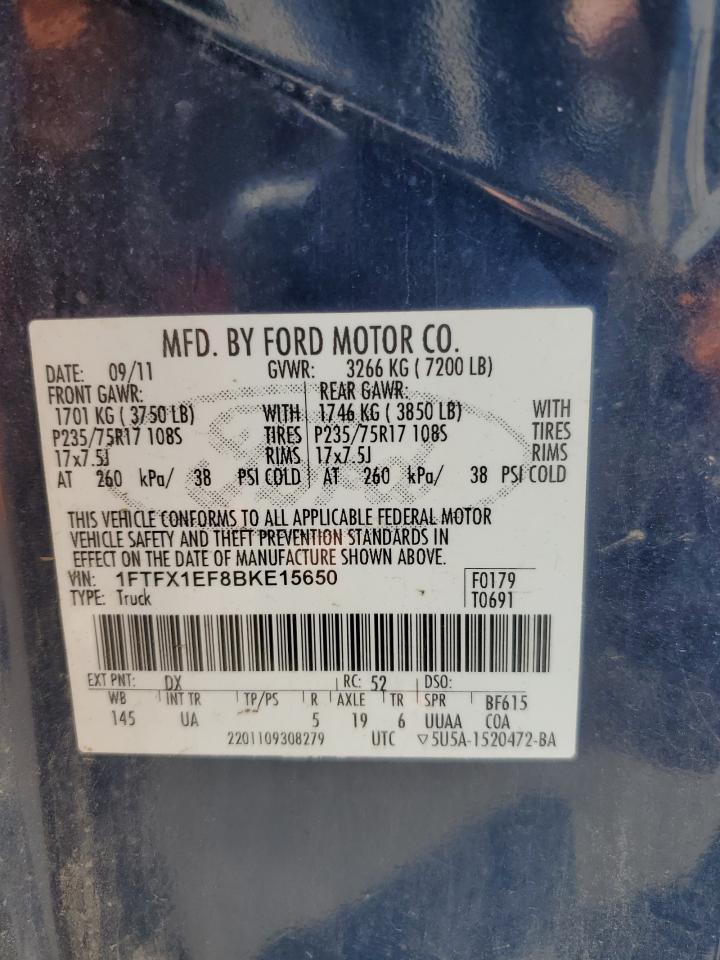 MFD. BY FORD MOTOR CO.
DATE: 09/11 GVWR: 3266 KG ( 7200 LB)
FRONT GAWR: REAR GAWR:
1701 KG ( 3750 LB) WITH 1746 KG ( 3850 LB) WITH
P235/75R17 108S TIRES P235/75R17 108S TIRES
17x7.5J RIMS 17x7.5J RIMS
AT 260 kPa/ 38 PSI COLD AT 260 kPa/ 38 PSI COLD
THIS VEHICLE CONFORMS TO ALL APPLICABLE FEDERAL MOTOR
VEHICLE SAFETY AND THEFT PREVENTION STANDARDS IN
EFFECT ON THE DATE OF MANUFACTURE SHOWN ABOVE.
VIN: 1FTFX1EF8BKE15650 F0179
TYPE: Truck T0691
EXT PNT: DX RC: 52 DSO:
WB INT TR TP/PS R AXLE TR SPR BF615
145 UA 5 19 6 UUAA COA
2201109308279 UTC ▽5U5A-1520472-BA